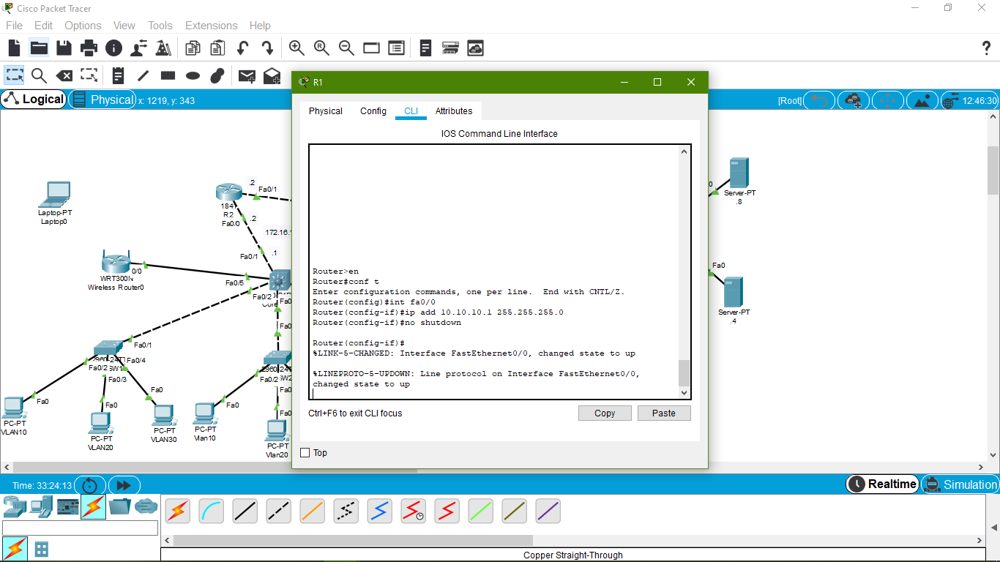 Cisco Packet Tracer
File Edit Options View Tools Extensions Help
Logical
Physical
x: 1219, y: 343
[Root]
12:46:30
R1
Physical Config CLI Attributes
IOS Command Line Interface
Router>en
Router#conf t
Enter configuration commands, one per line.  End with CNTL/Z.
Router(config)#int fa0/0
Router(config-if)#ip add 10.10.10.1 255.255.255.0
Router(config-if)#no shutdown
Router(config-if)#
%LINK-5-CHANGED: Interface FastEthernet0/0, changed state to up
%LINEPROTO-5-UPDOWN: Line protocol on Interface FastEthernet0/0,
changed state to up
Ctrl+F6 to exit CLI focus
Copy
Paste
Top
Laptop-PT
Laptop0
.2
Fa0/1
184
R2
Fa0/0
.2
172.16.1
Fa0/1
.1
0/0
WRT300N
Wireless Router0
Fa0/5
Fa0/2
Fa0
Core
Fa0
Fa0/1
Fa0/2
Fa0/4
SW1
Fa0/3
Fa0/2
SW2
Fa0
Fa0
PC-PT
VLAN10
Fa0
PC-PT
VLAN20
Fa0
PC-PT
VLAN30
Fa0
PC-PT
Vlan10
Fa0
PC-PT
Vlan20
0
Server-PT
.8
Fa0
Server-PT
.4
Time: 33:24:13
Realtime
Simulation
Copper Straight-Through